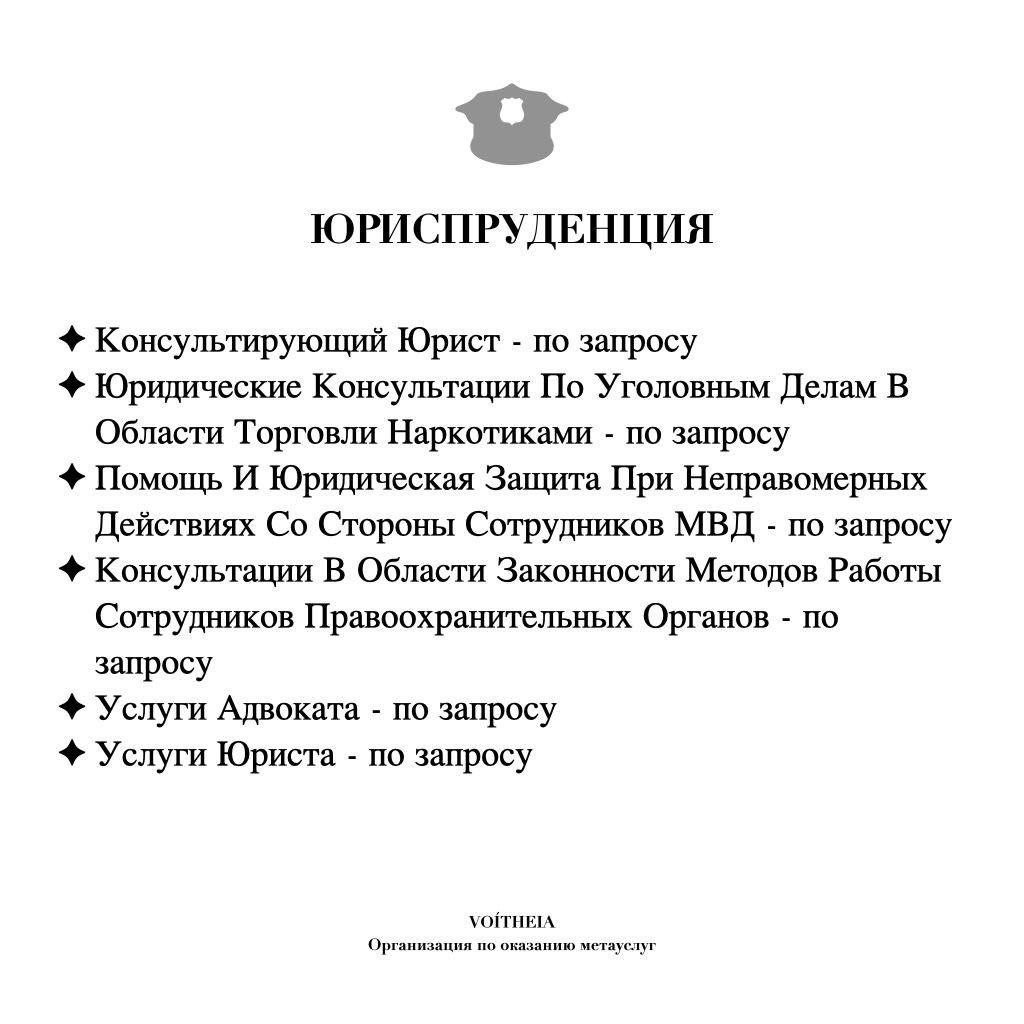 ЮРИСПРУДЕНЦИЯ
✦ Консультирующий Юрист - по запросу
✦ Юридические Консультации По Уголовным Делам В
Области Торговли Наркотиками - по запросу
✦ Помощь И Юридическая Защита При Неправомерных
Действиях Со Стороны Сотрудников МВД - по запросу
✦ Консультации В Области Законности Методов Работы
Сотрудников Правоохранительных Органов - по
запросу
✦ Услуги Адвоката - по запросу
✦ Услуги Юриста - по запросу
VOÍTHEIA
Организация по оказанию метауслуг